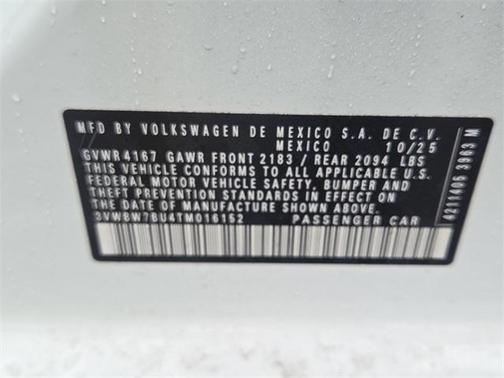 MFD BY VOLKSWAGEN DE MEXICO S.A. DE C.V.
MEXICO 10/25
GVWR 4167 GAWR FRONT 2183 / REAR 2094 LBS
THIS VEHICLE CONFORMS TO ALL APPLICABLE U.S.
FEDERAL MOTOR VEHICLE SAFETY, BUMPER AND
THEFT PREVENTION STANDARDS IN EFFECT ON
THE DATE OF MANUFACTURE SHOWN ABOVE.
3VW8W7BU4TM016152 PASSENGER CAR
3963 M